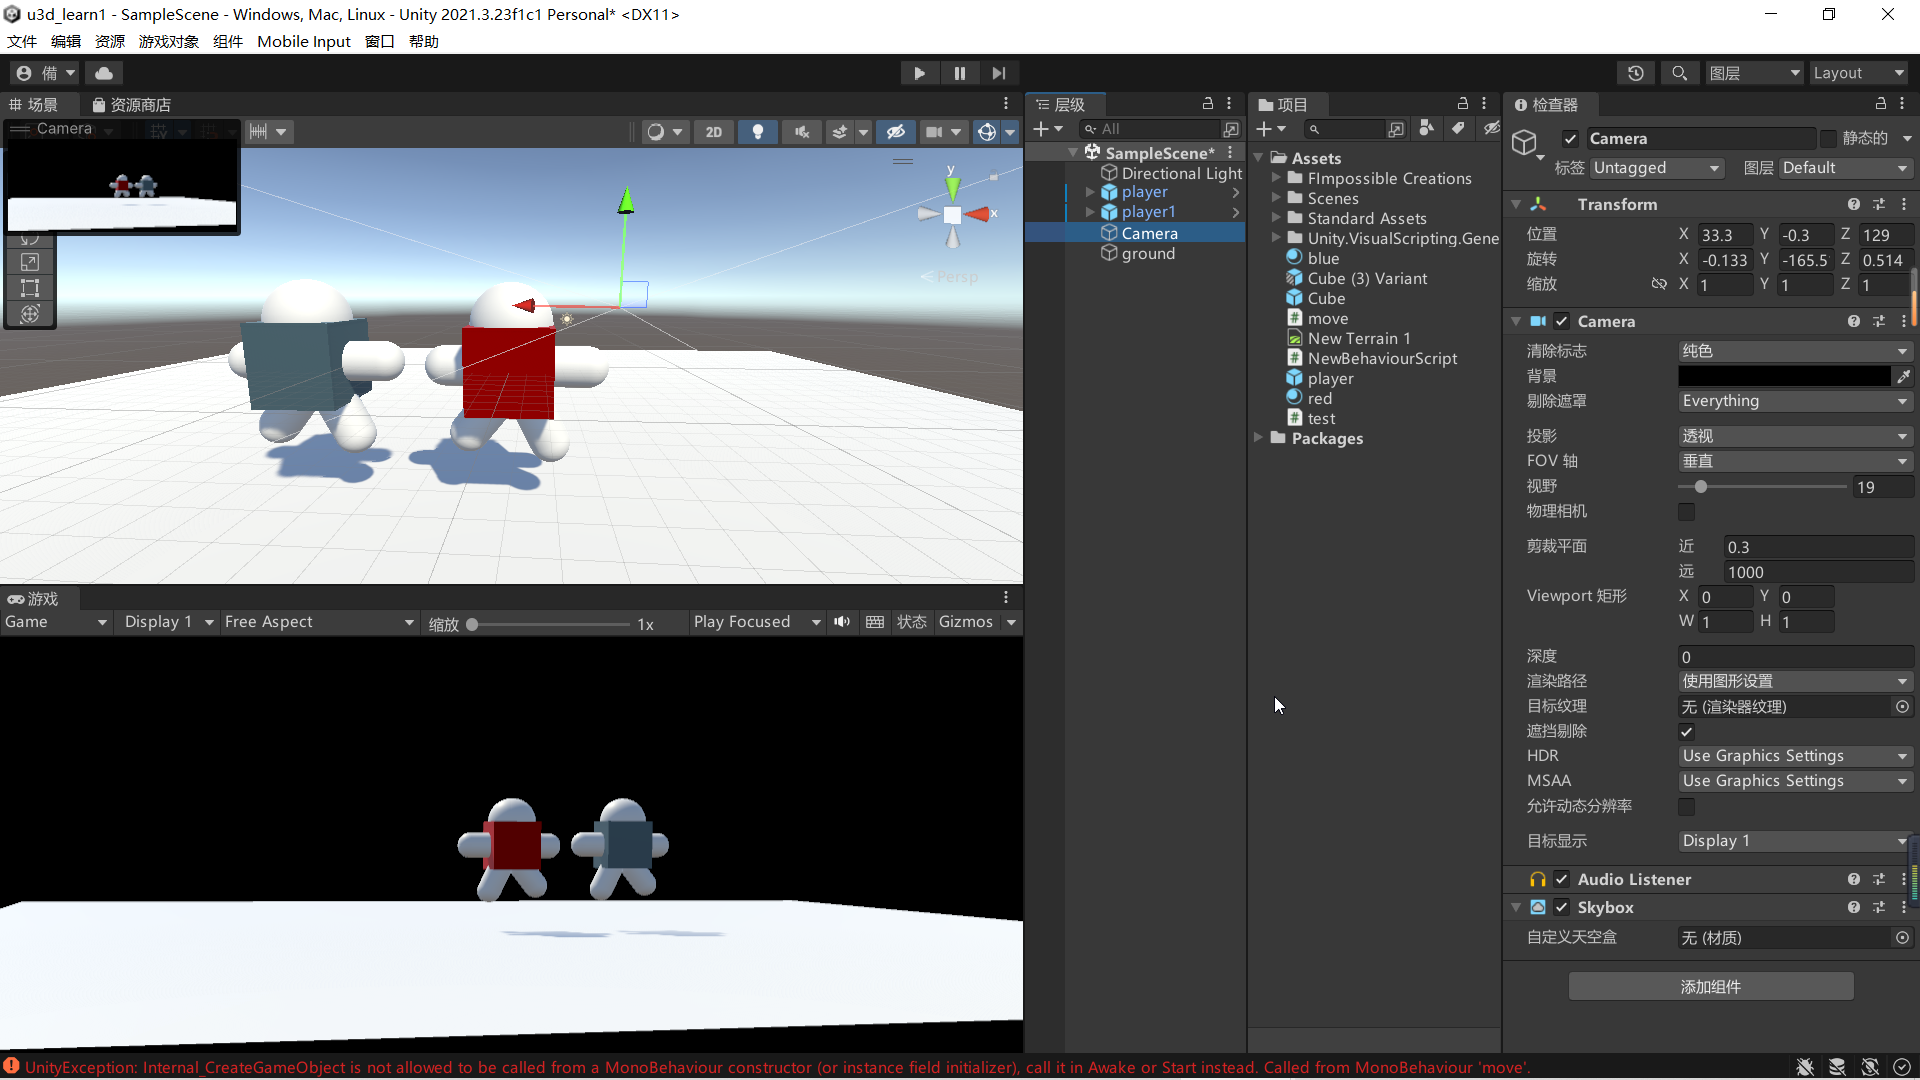 u3d_learn1 - SampleScene - Windows, Mac, Linux - Unity 2021.3.23f1c1 Personal* <DX11>
文件 编辑 资源 游戏对象 组件 Mobile Input 窗口 帮助
備
图层 Layout
场景 资源商店
Camera
2D
y
x
Persp
游戏
Game Display 1 Free Aspect 缩放 1x Play Focused 状态 Gizmos
层级
All
SampleScene*
Directional Light
player
player1
Camera
ground
项目
Assets
FImpossible Creations
Scenes
Standard Assets
Unity.VisualScripting.Gene
blue
Cube (3) Variant
Cube
move
New Terrain 1
NewBehaviourScript
player
red
test
Packages
检查器
Camera 静态的
标签 Untagged 图层 Default
Transform
位置 X 33.3 Y -0.3 Z 129
旋转 X -0.133 Y -165.5 Z 0.514
缩放 X 1 Y 1 Z 1
Camera
清除标志 纯色
背景
剔除遮罩 Everything
投影 透视
FOV 轴 垂直
视野 19
物理相机
剪裁平面 近 0.3
远 1000
Viewport 矩形 X 0 Y 0
W 1 H 1
深度 0
渲染路径 使用图形设置
目标纹理 无 (渲染器纹理)
遮挡剔除
HDR Use Graphics Settings
MSAA Use Graphics Settings
允许动态分辨率
目标显示 Display 1
Audio Listener
Skybox
自定义天空盒 无 (材质)
添加组件
UnityException: Internal_CreateGameObject is not allowed to be called from a MonoBehaviour constructor (or instance field initializer), call it in Awake or Start instead. Called from MonoBehaviour 'move'.